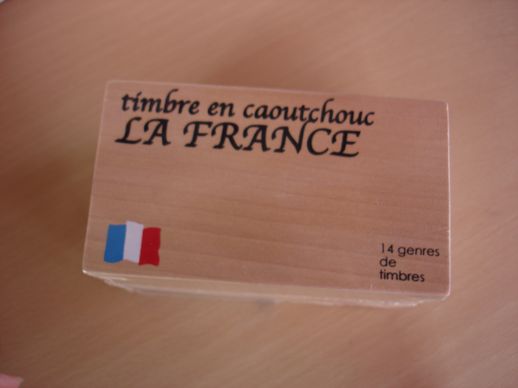 timbre en caoutchouc
LA FRANCE
14 genres
de
timbres